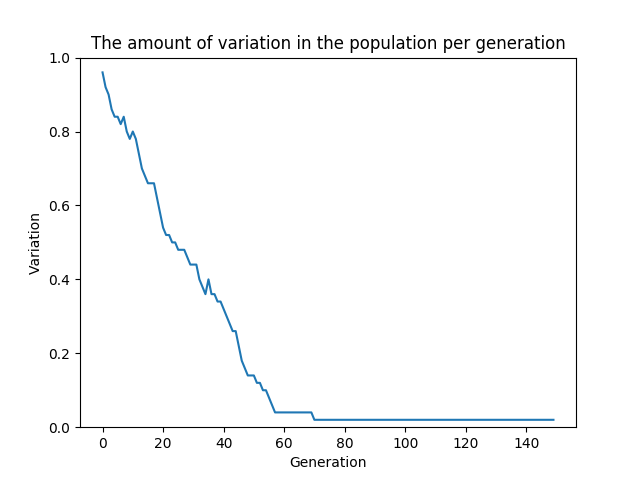 The amount of variation in the population per generation
1.0
0.8
0.6
0.4
0.2
0.0
Variation
0 20 40 60 80 100 120 140
Generation